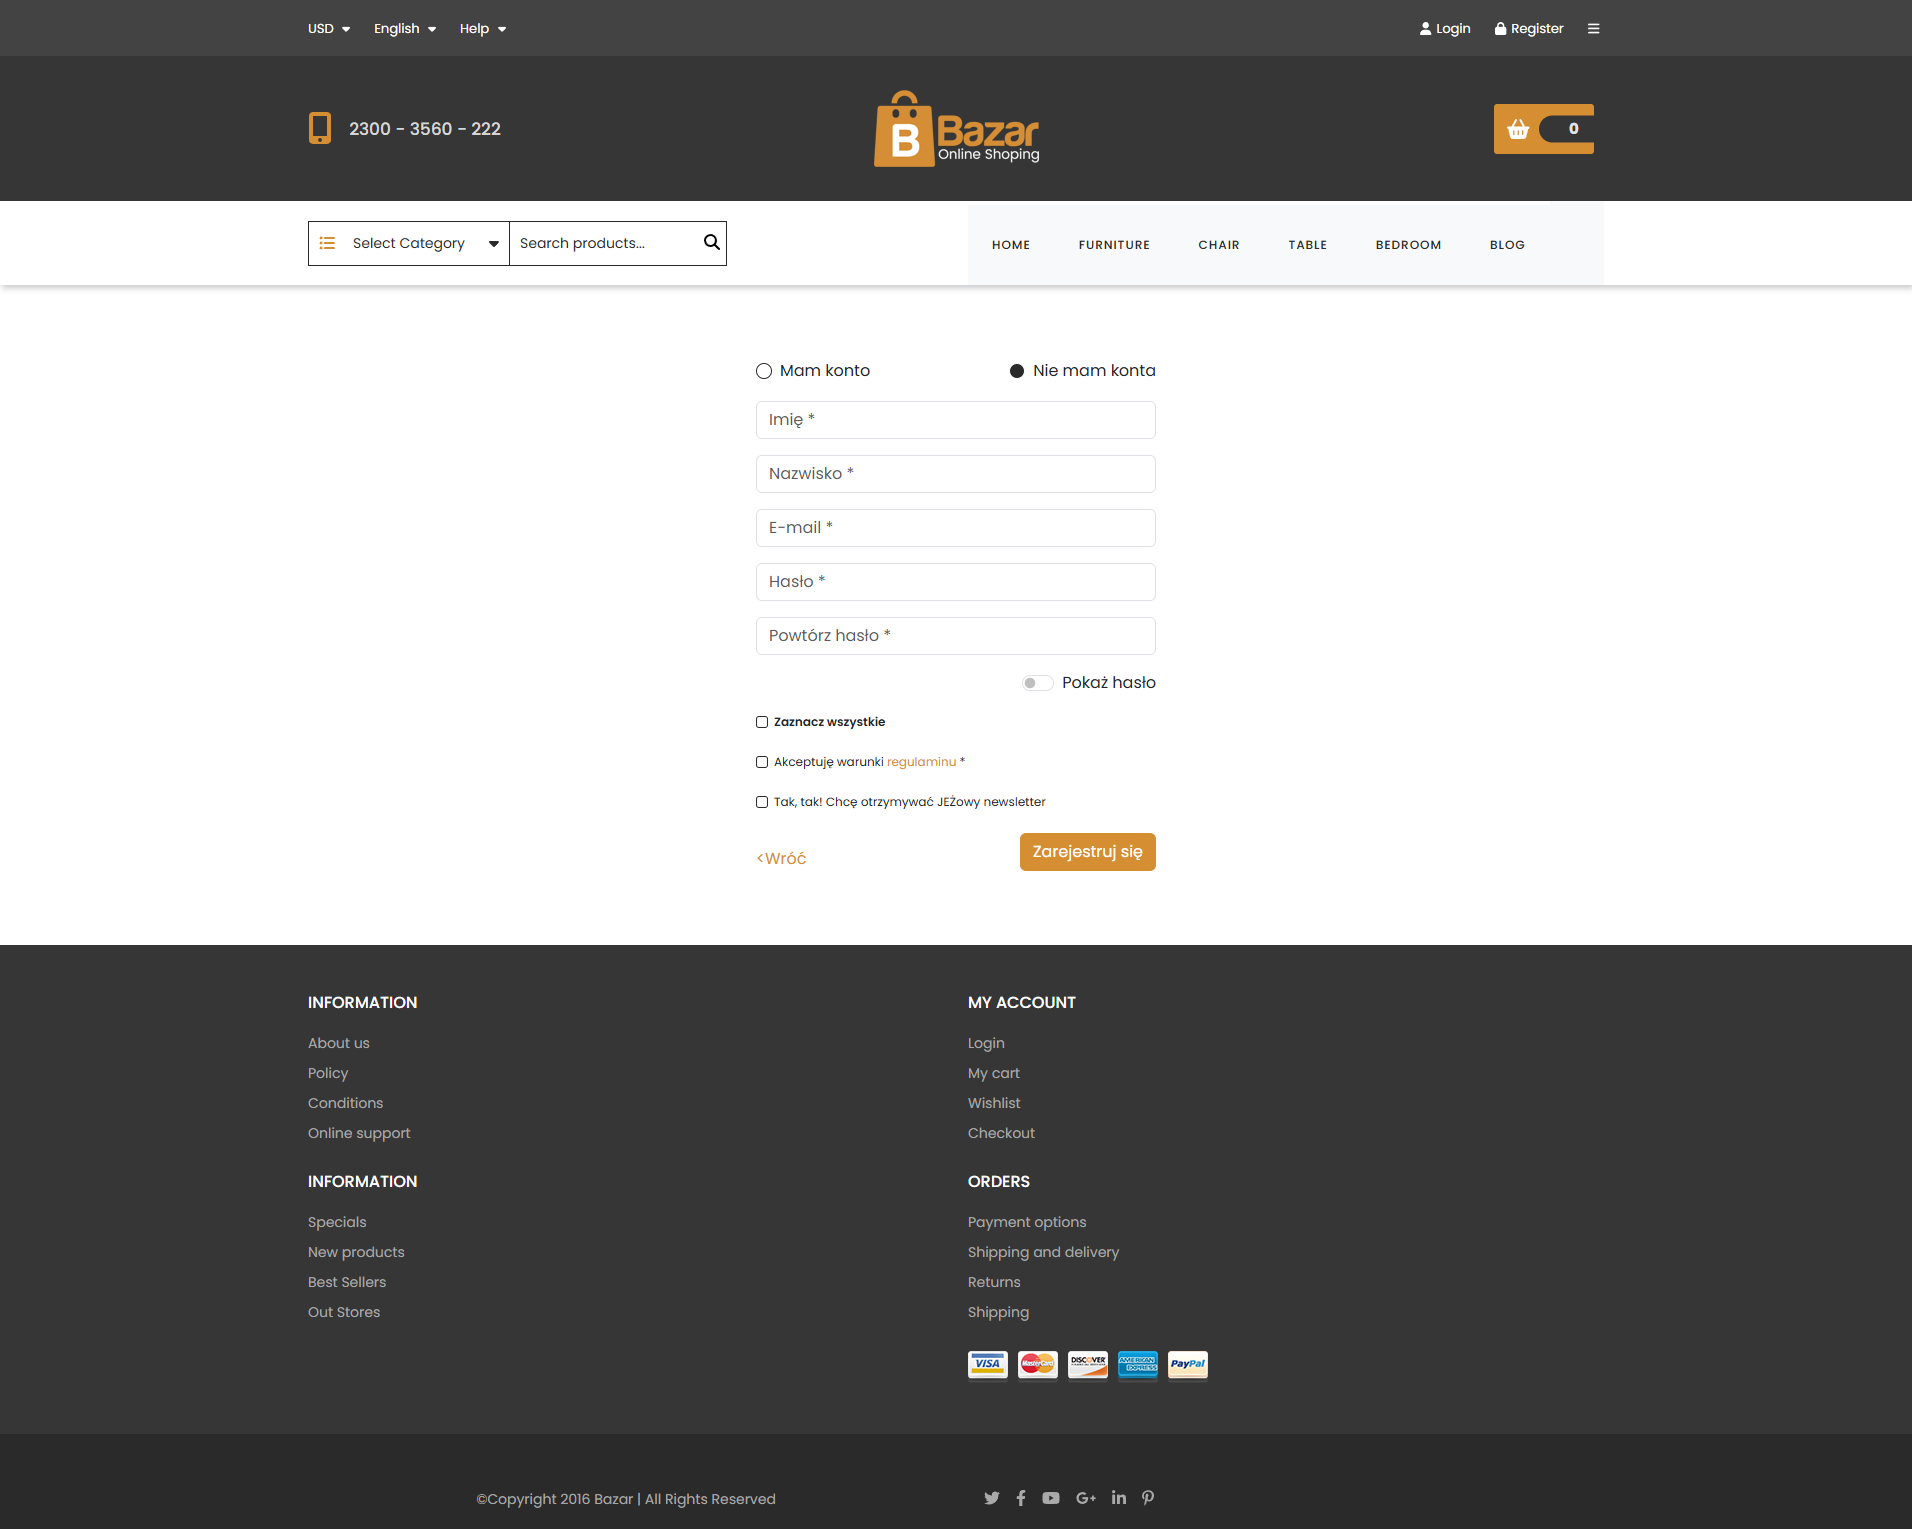 USD English Help Login Register
2300 - 3560 - 222
B Bazar
Online Shoping
0
Select Category Search products... HOME FURNITURE CHAIR TABLE BEDROOM BLOG
Mam konto Nie mam konta
Imię *
Nazwisko *
E-mail *
Hasło *
Powtórz hasło *
Pokaż hasło
Zaznacz wszystkie
Akceptuję warunki regulaminu *
Tak, tak! Chcę otrzymywać JEŻowy newsletter
<Wróć Zarejestruj się
INFORMATION
About us
Policy
Conditions
Online support
MY ACCOUNT
Login
My cart
Wishlist
Checkout
INFORMATION
Specials
New products
Best Sellers
Out Stores
ORDERS
Payment options
Shipping and delivery
Returns
Shipping
VISA MasterCard DISCOVER AMERICAN EXPRESS PayPal
©Copyright 2016 Bazar | All Rights Reserved